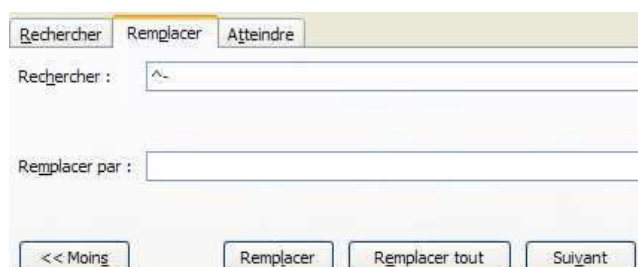 Rechercher Remplacer Atteindre
Rechercher : ^-
Remplacer par :
<< Moins Remplacer Remplacer tout Suivant